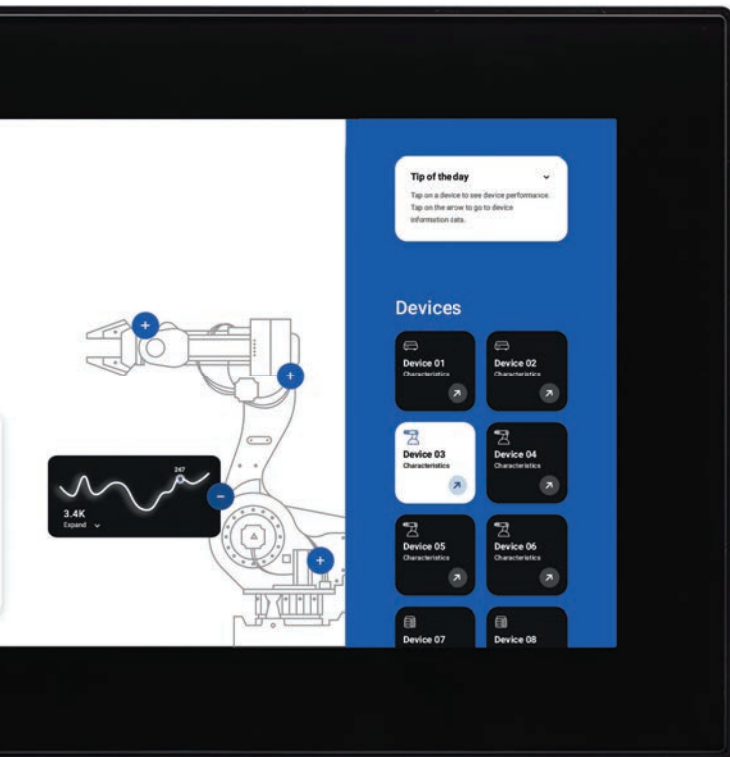 Tip of the day
Tap on a device to see device performance.
Tap on the arrow to go to device
information data.
Devices
Device 01
Characteristics
Device 02
Characteristics
Device 03
Characteristics
Device 04
Characteristics
Device 05
Characteristics
Device 06
Characteristics
Device 07
Device 08
267
3.4K
Expand